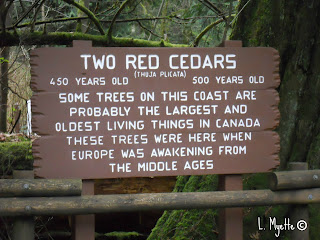 TWO RED CEDARS
(THUJA PLICATA)
450 YEARS OLD 500 YEARS OLD
SOME TREES ON THIS COAST ARE
PROBABLY THE LARGEST AND
OLDEST LIVING THINGS IN CANADA
THESE TREES WERE HERE WHEN
EUROPE WAS AWAKENING FROM
THE MIDDLE AGES
L. Myette ©